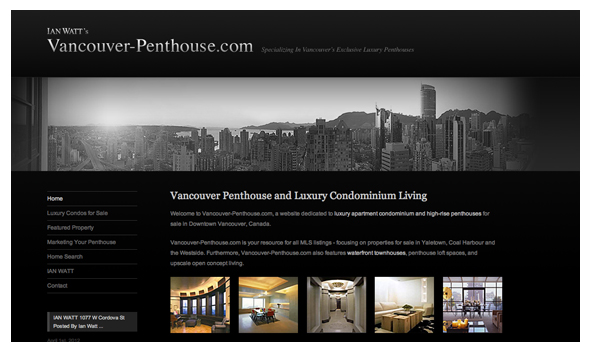 IAN WATT's
Vancouver-Penthouse.com Specializing In Vancouver's Exclusive Luxury Penthouses
Home
Luxury Condos for Sale
Featured Property
Marketing Your Penthouse
Home Search
IAN WATT
Contact
IAN WATT 1077 W Cordova St
Posted By Ian Watt ...
April 1st, 2013
Vancouver Penthouse and Luxury Condominium Living
Welcome to Vancouver-Penthouse.com, a website dedicated to luxury apartment condominium and high-rise penthouses for
sale in Downtown Vancouver, Canada.
Vancouver-Penthouse.com is your resource for all MLS listings - focusing on properties for sale in Yaletown, Coal Harbour and
the Westside. Furthermore, Vancouver-Penthouse.com also features waterfront townhouses, penthouse loft spaces, and
upscale open concept living.